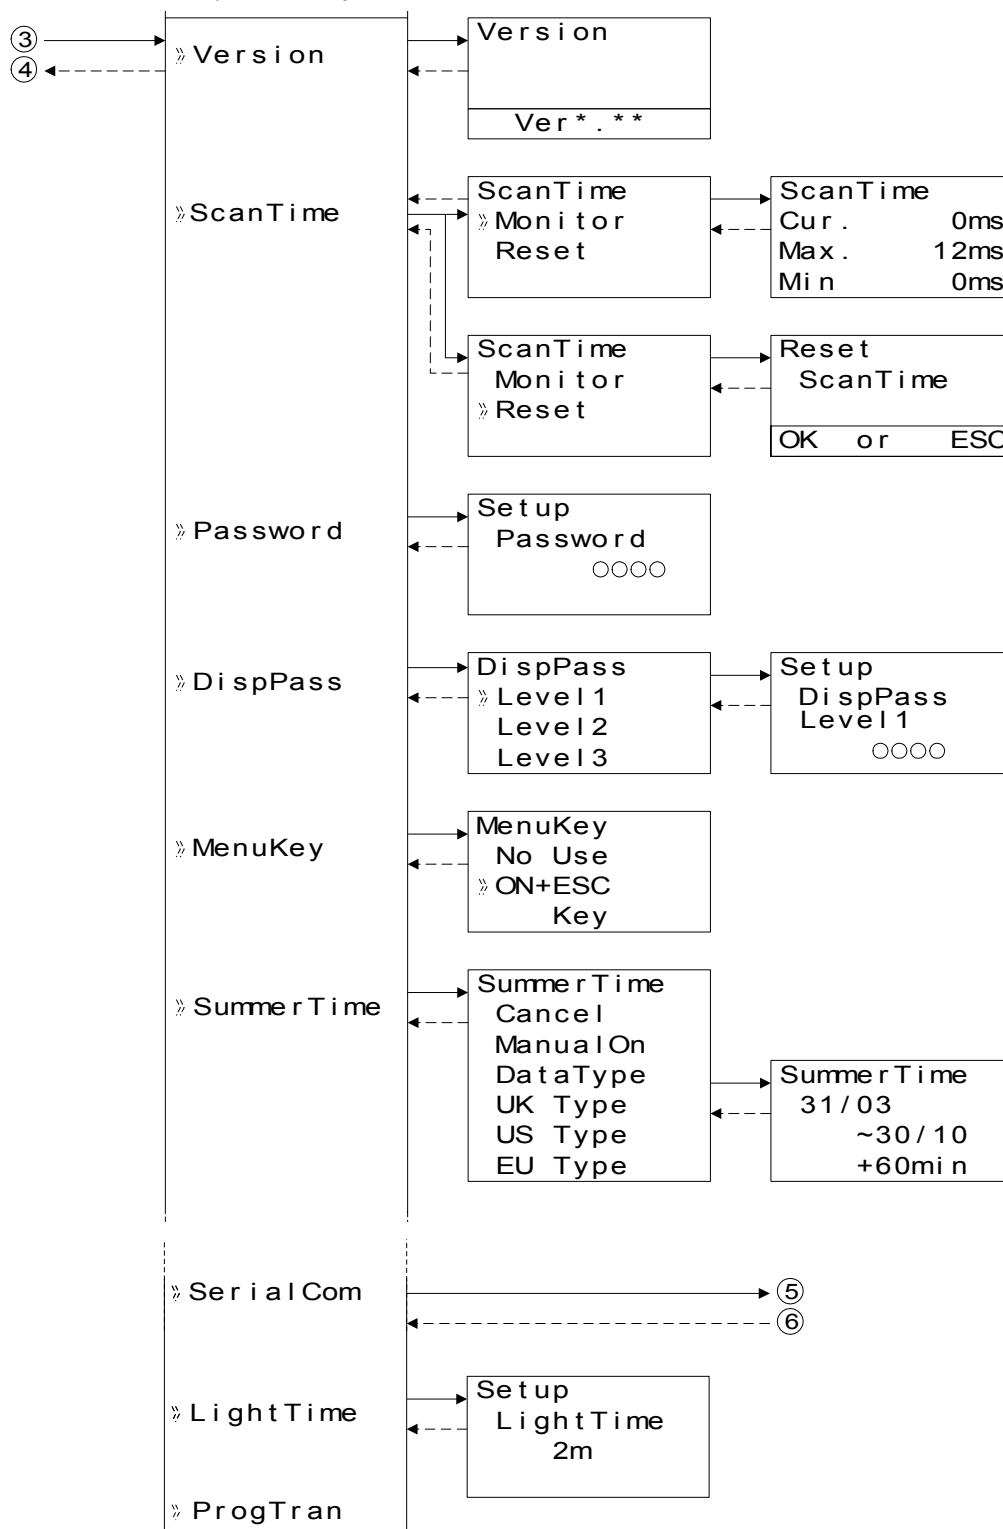 ③
④
» Version
Version
Ver*.**
» ScanTime
ScanTime
» Monitor
Reset
ScanTime
Cur. 0ms
Max. 12ms
Min 0ms
ScanTime
Monitor
» Reset
Reset
ScanTime
OK or ESC
» Password
Setup
Password
○○○○
» DispPass
DispPass
» Level1
Level2
Level3
Setup
DispPass
Level1
○○○○
» MenuKey
MenuKey
No Use
» ON+ESC
Key
» SummerTime
SummerTime
Cancel
ManualOn
DataType
UK Type
US Type
EU Type
SummerTime
31/03
~30/10
+60min
» SerialCom
⑤
⑥
» LightTime
Setup
LightTime
2m
» ProgTran